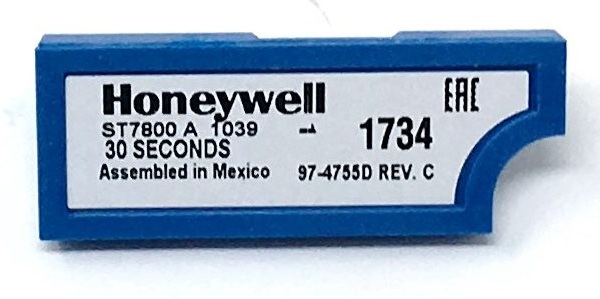 Honeywell EAC
ST7800 A 1039 1734
30 SECONDS
Assembled in Mexico 97-4755D REV. C